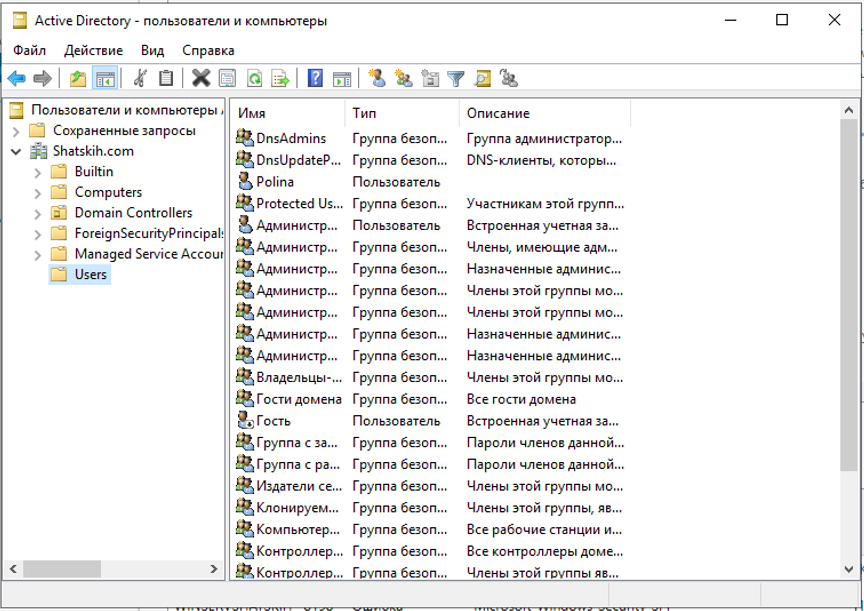 Active Directory - пользователи и компьютеры
Файл Действие Вид Справка
Пользователи и компьютеры
Сохраненные запросы
Shatskih.com
Builtin
Computers
Domain Controllers
ForeignSecurityPrincipals
Managed Service Accour
Users
Имя Тип Описание
DnsAdmins Группа безоп... Группа администратор...
DnsUpdateP... Группа безоп... DNS-клиенты, которы...
Polina Пользователь
Protected Us... Группа безоп... Участникам этой групп...
Администр... Пользователь Встроенная учетная за...
Администр... Группа безоп... Члены, имеющие адм...
Администр... Группа безоп... Назначенные админис...
Администр... Группа безоп... Члены этой группы мо...
Администр... Группа безоп... Члены этой группы мо...
Администр... Группа безоп... Назначенные админис...
Администр... Группа безоп... Назначенные админис...
Владельцы-... Группа безоп... Члены этой группы мо...
Гости домена Группа безоп... Все гости домена
Гость Пользователь Встроенная учетная за...
Группа с за... Группа безоп... Пароли членов данной...
Группа с ра... Группа безоп... Пароли членов данной...
Издатели се... Группа безоп... Члены этой группы мо...
Клонируем... Группа безоп... Члены этой группы, яв...
Компьютер... Группа безоп... Все рабочие станции и...
Контроллер... Группа безоп... Все контроллеры доме...
Контроллер... Группа безоп... Члены этой группы яв...